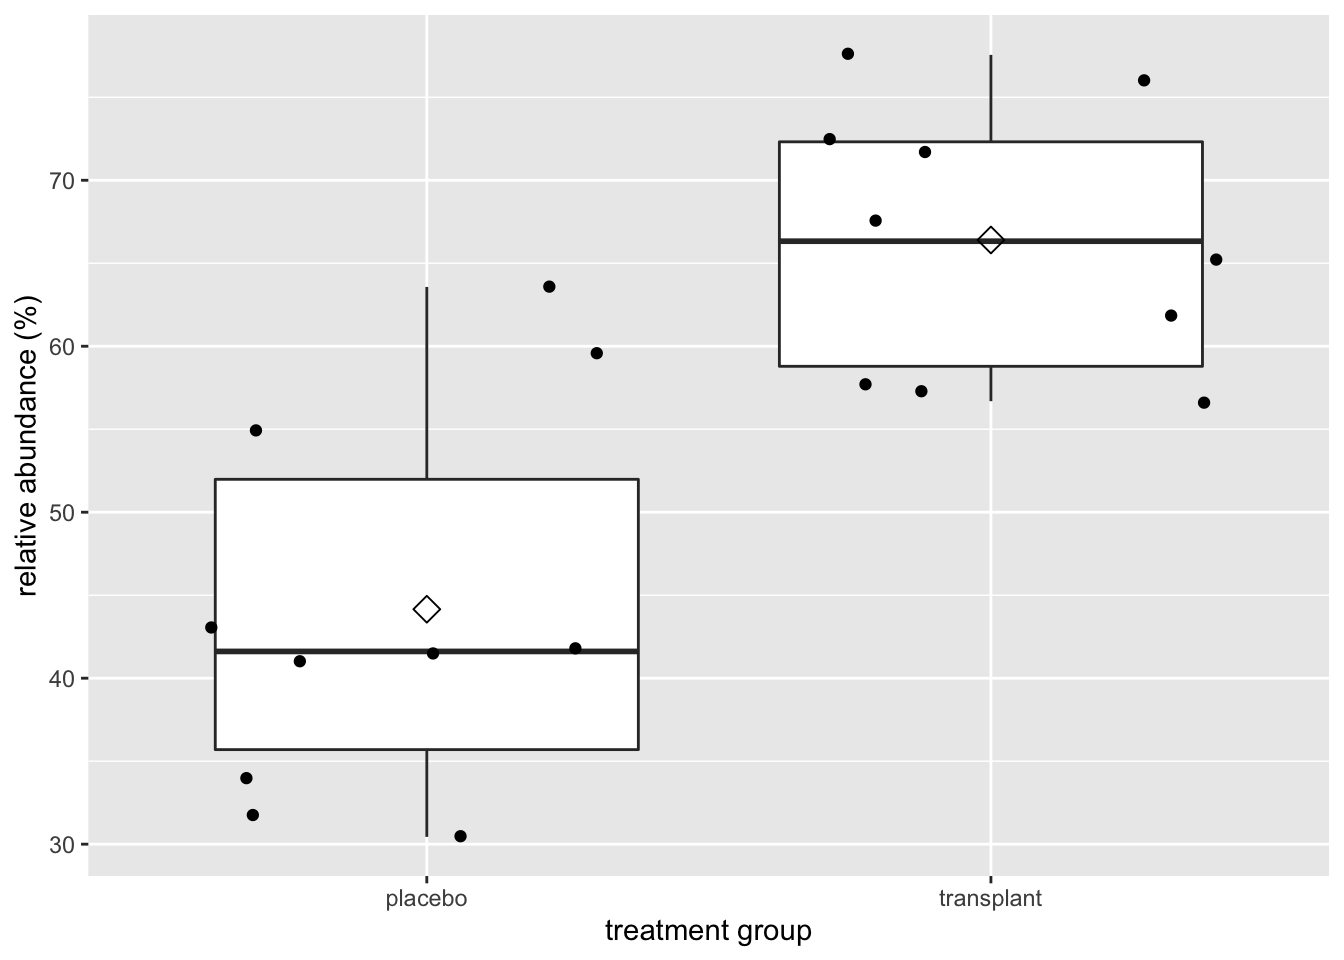 relative abundance (%)
70
60
50
40
30
placebo
transplant
treatment group